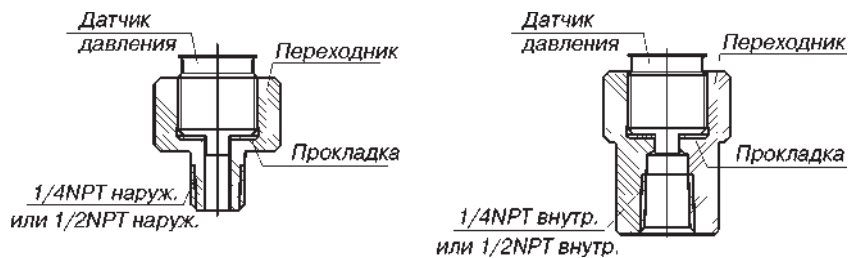 Датчик
давления
Переходник
Прокладка
1/4NPT наруж.
или 1/2NPT наруж.
Датчик
давления
Переходник
Прокладка
1/4NPT внутр.
или 1/2NPT внутр.